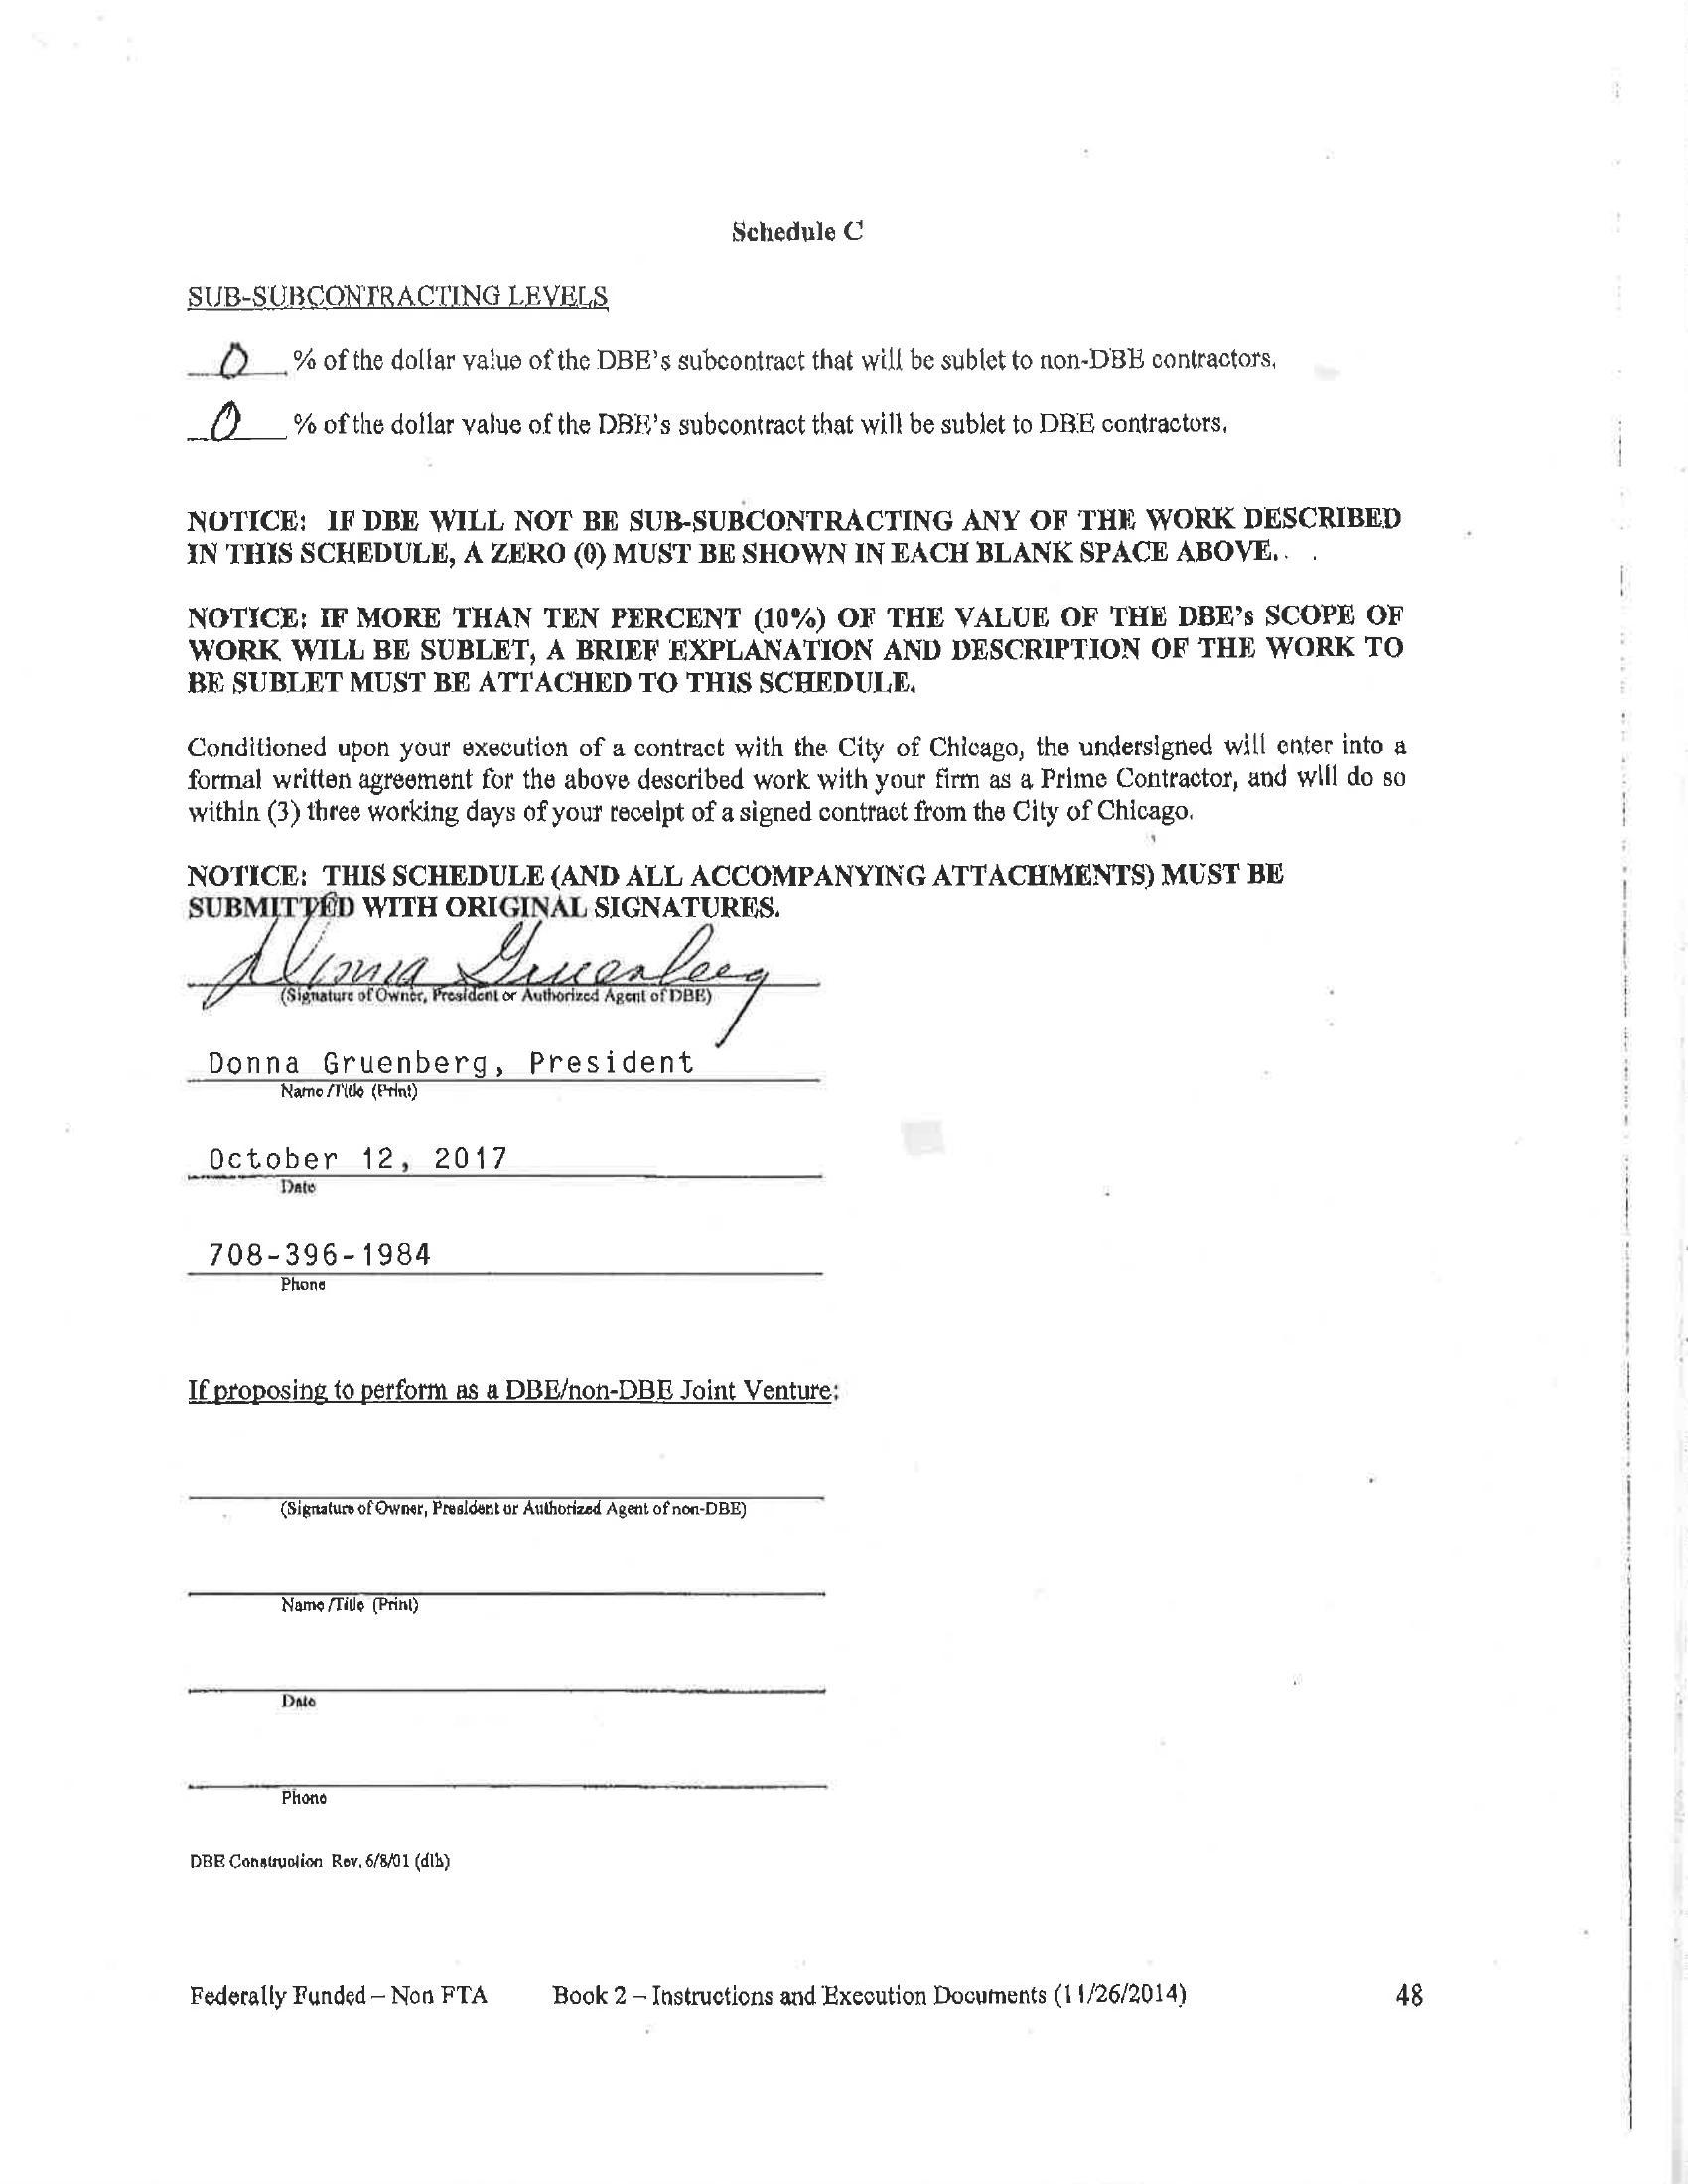 Schedule C
SUB-SUBCONTRACTING LEVELS
0 % of the dollar value of the DBE's subcontract that will be sublet to non-DBE contractors.
0 % of the dollar value of the DBE's subcontract that will be sublet to DBE contractors.
NOTICE: IF DBE WILL NOT BE SUB-SUBCONTRACTING ANY OF THE WORK DESCRIBED
IN THIS SCHEDULE, A ZERO (0) MUST BE SHOWN IN EACH BLANK SPACE ABOVE.
NOTICE: IF MORE THAN TEN PERCENT (10%) OF THE VALUE OF THE DBE's SCOPE OF
WORK WILL BE SUBLET, A BRIEF EXPLANATION AND DESCRIPTION OF THE WORK TO
BE SUBLET MUST BE ATTACHED TO THIS SCHEDULE.
Conditioned upon your execution of a contract with the City of Chicago, the undersigned will enter into a
formal written agreement for the above described work with your firm as a Prime Contractor, and will do so
within (3) three working days of your receipt of a signed contract from the City of Chicago.
NOTICE: THIS SCHEDULE (AND ALL ACCOMPANYING ATTACHMENTS) MUST BE
SUBMITTED WITH ORIGINAL SIGNATURES.
Donna Gruenberg
(Signature of Owner, President or Authorized Agent of DBE)
Donna Gruenberg, President
Name/Title (Print)
October 12, 2017
Date
708-396-1984
Phone
If proposing to perform as a DBE/non-DBE Joint Venture:
(Signature of Owner, President or Authorized Agent of non-DBE)
Name/Title (Print)
Date
Phone
DBE Construction Rev. 6/8/01 (dlh)
Federally Funded – Non FTA Book 2 – Instructions and Execution Documents (11/26/2014) 48